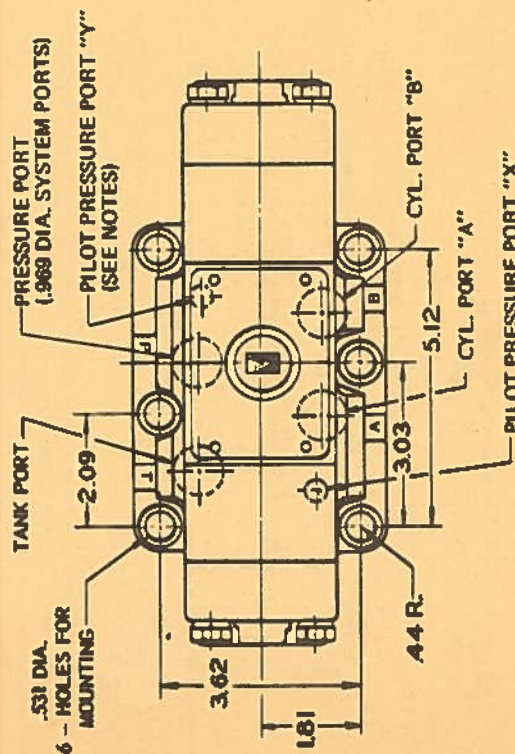 TANK PORT
PRESSURE PORT
(.969 DIA. SYSTEM PORTS)
PILOT PRESSURE PORT "Y"
(SEE NOTES)
.531 DIA.
6 - HOLES FOR
MOUNTING
2.09
T
P
3.62
1.81
A
B
3.03
5.12
.44 R.
CYL. PORT "B"
CYL. PORT "A"
PILOT PRESSURE PORT "X"